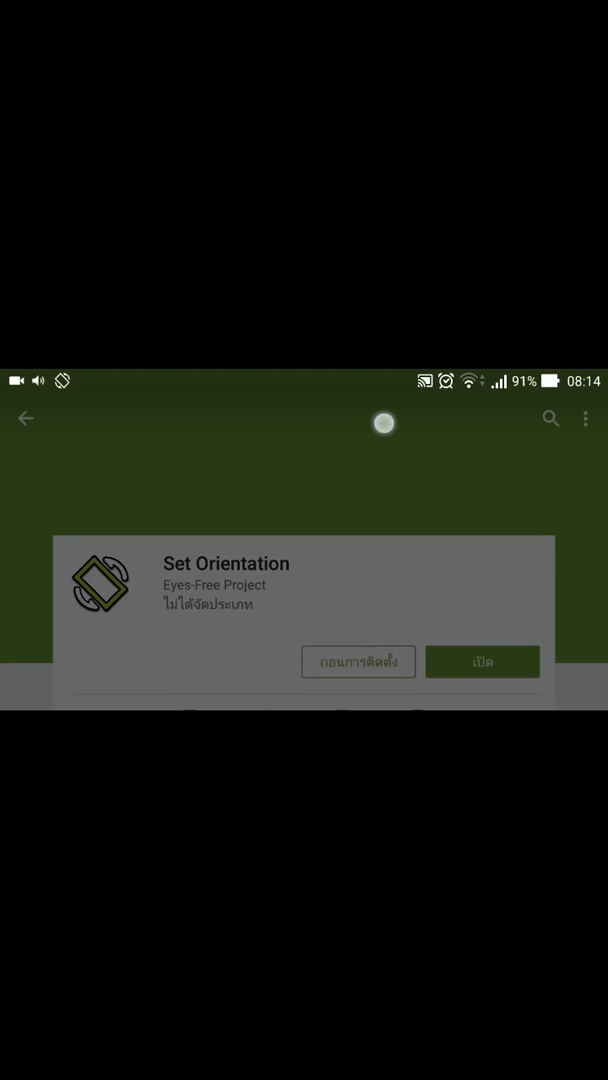 91% 08:14
Set Orientation
Eyes-Free Project
ไม่ได้จัดประเภท
ถอนการติดตั้ง เปิด